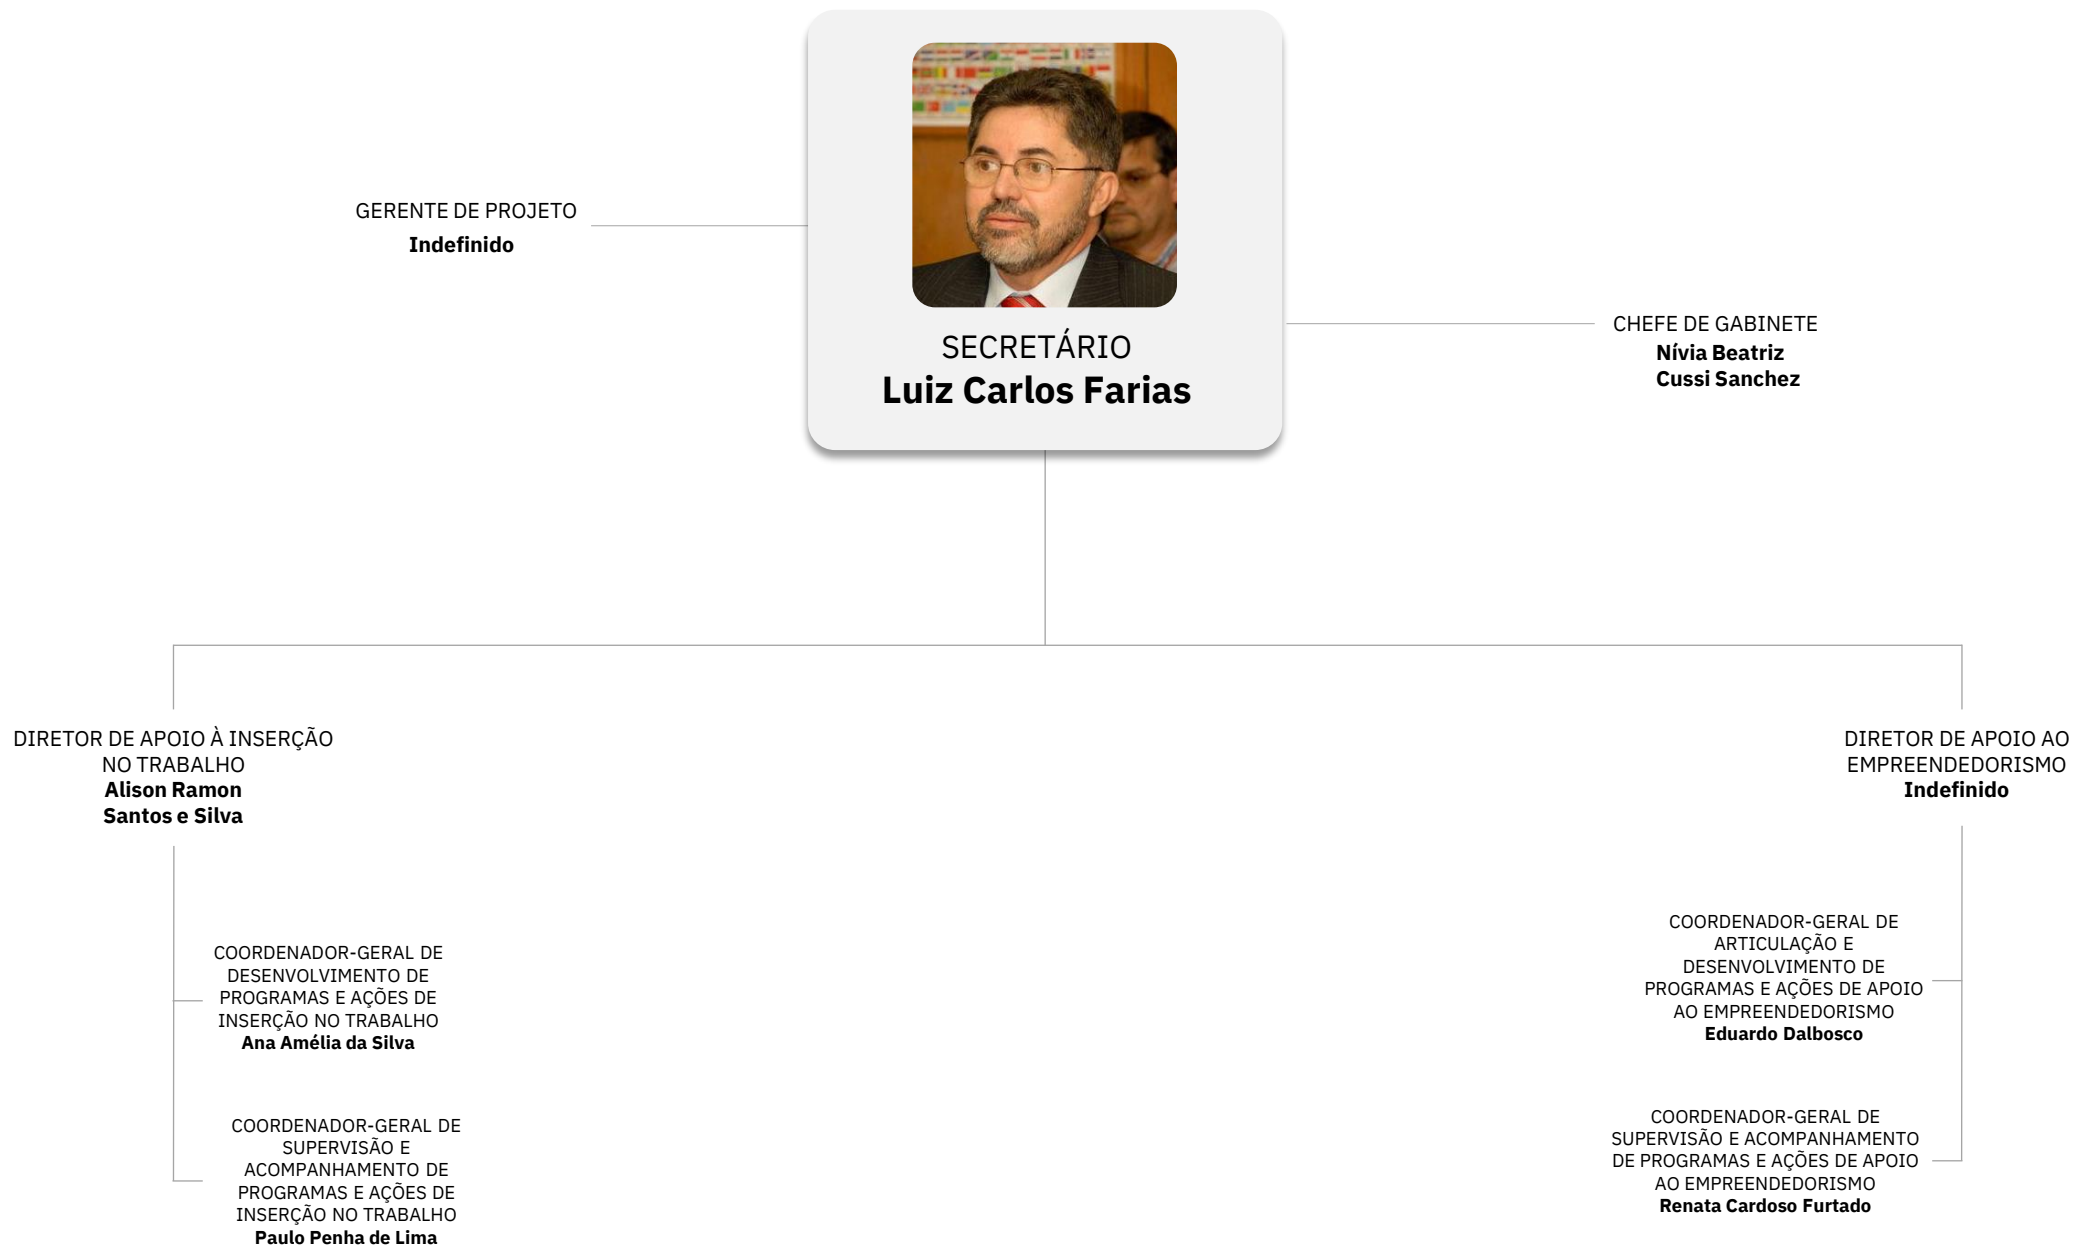 GERENTE DE PROJETO
Indefinido
SECRETÁRIO
Luiz Carlos Farias
CHEFE DE GABINETE
Nívia Beatriz
Cussi Sanchez
DIRETOR DE APOIO À INSERÇÃO
NO TRABALHO
Alison Ramon
Santos e Silva
COORDENADOR-GERAL DE
DESENVOLVIMENTO DE
PROGRAMAS E AÇÕES DE
INSERÇÃO NO TRABALHO
Ana Amélia da Silva
COORDENADOR-GERAL DE
SUPERVISÃO E
ACOMPANHAMENTO DE
PROGRAMAS E AÇÕES DE
INSERÇÃO NO TRABALHO
Paulo Penha de Lima
DIRETOR DE APOIO AO
EMPREENDEDORISMO
Indefinido
COORDENADOR-GERAL DE
ARTICULAÇÃO E
DESENVOLVIMENTO DE
PROGRAMAS E AÇÕES DE APOIO
AO EMPREENDEDORISMO
Eduardo Dalbosco
COORDENADOR-GERAL DE
SUPERVISÃO E ACOMPANHAMENTO
DE PROGRAMAS E AÇÕES DE APOIO
AO EMPREENDEDORISMO
Renata Cardoso Furtado